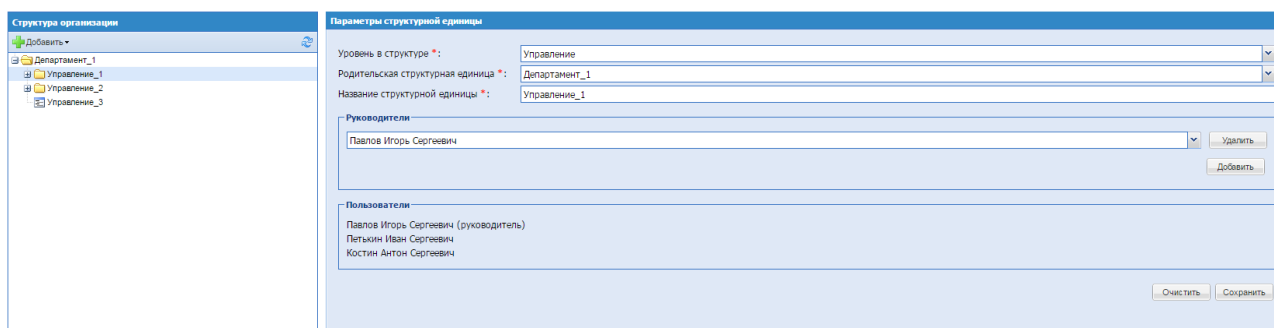 Структура организации
Добавить
Департамент_1
Управление_1
Управление_2
Управление_3
Параметры структурной единицы
Уровень в структуре *: Управление
Родительская структурная единица *: Департамент_1
Название структурной единицы *: Управление_1
Руководители
Павлов Игорь Сергеевич Удалить
Добавить
Пользователи
Павлов Игорь Сергеевич (руководитель)
Петькин Иван Сергеевич
Костин Антон Сергеевич
Очистить Сохранить